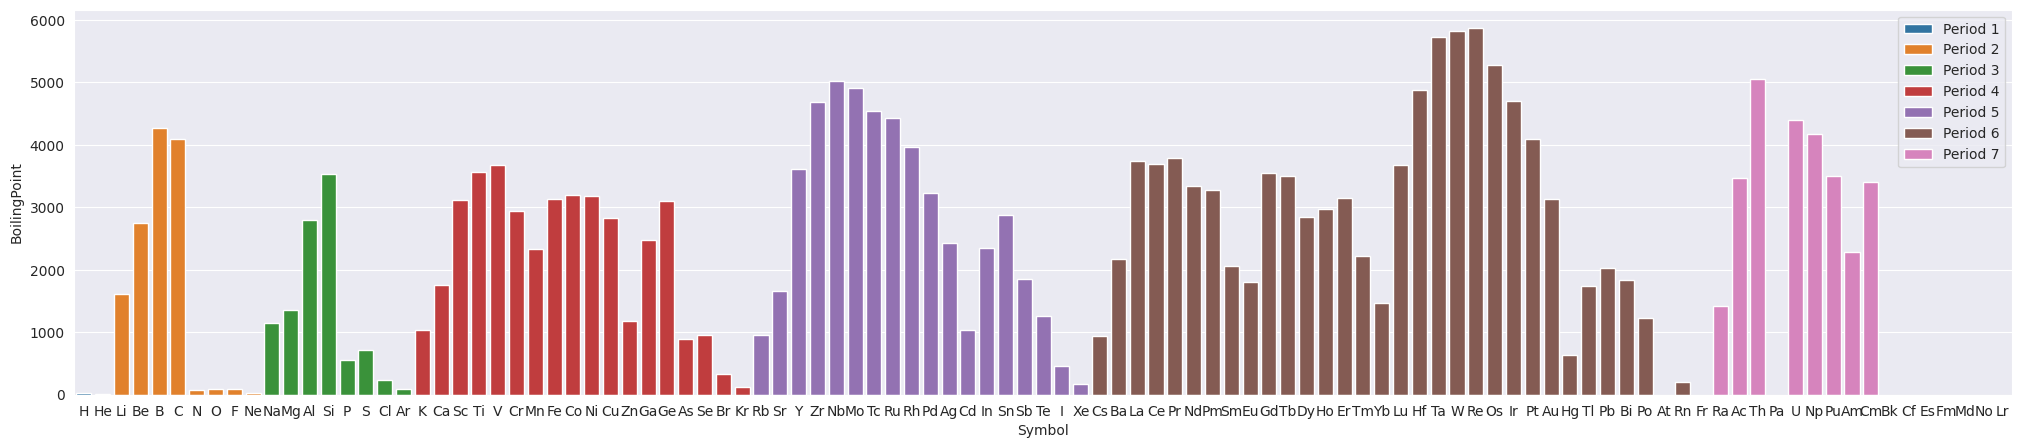 6000
5000
4000
3000
2000
1000
0
BoilingPoint
Period 1
Period 2
Period 3
Period 4
Period 5
Period 6
Period 7
H He Li Be B C N O F Ne Na Mg Al Si P S Cl Ar K Ca Sc Ti V Cr Mn Fe Co Ni Cu Zn Ga Ge As Se Br Kr Rb Sr Y Zr Nb Mo Tc Ru Rh Pd Ag Cd In Sn Sb Te I Xe Cs Ba La Ce Pr Nd Pm Sm Eu Gd Tb Dy Ho Er Tm Yb Lu Hf Ta W Re Os Ir Pt Au Hg Tl Pb Bi Po At Rn Fr Ra Ac Th Pa U Np Pu Am Cm Bk Cf Es Fm Md No Lr
Symbol